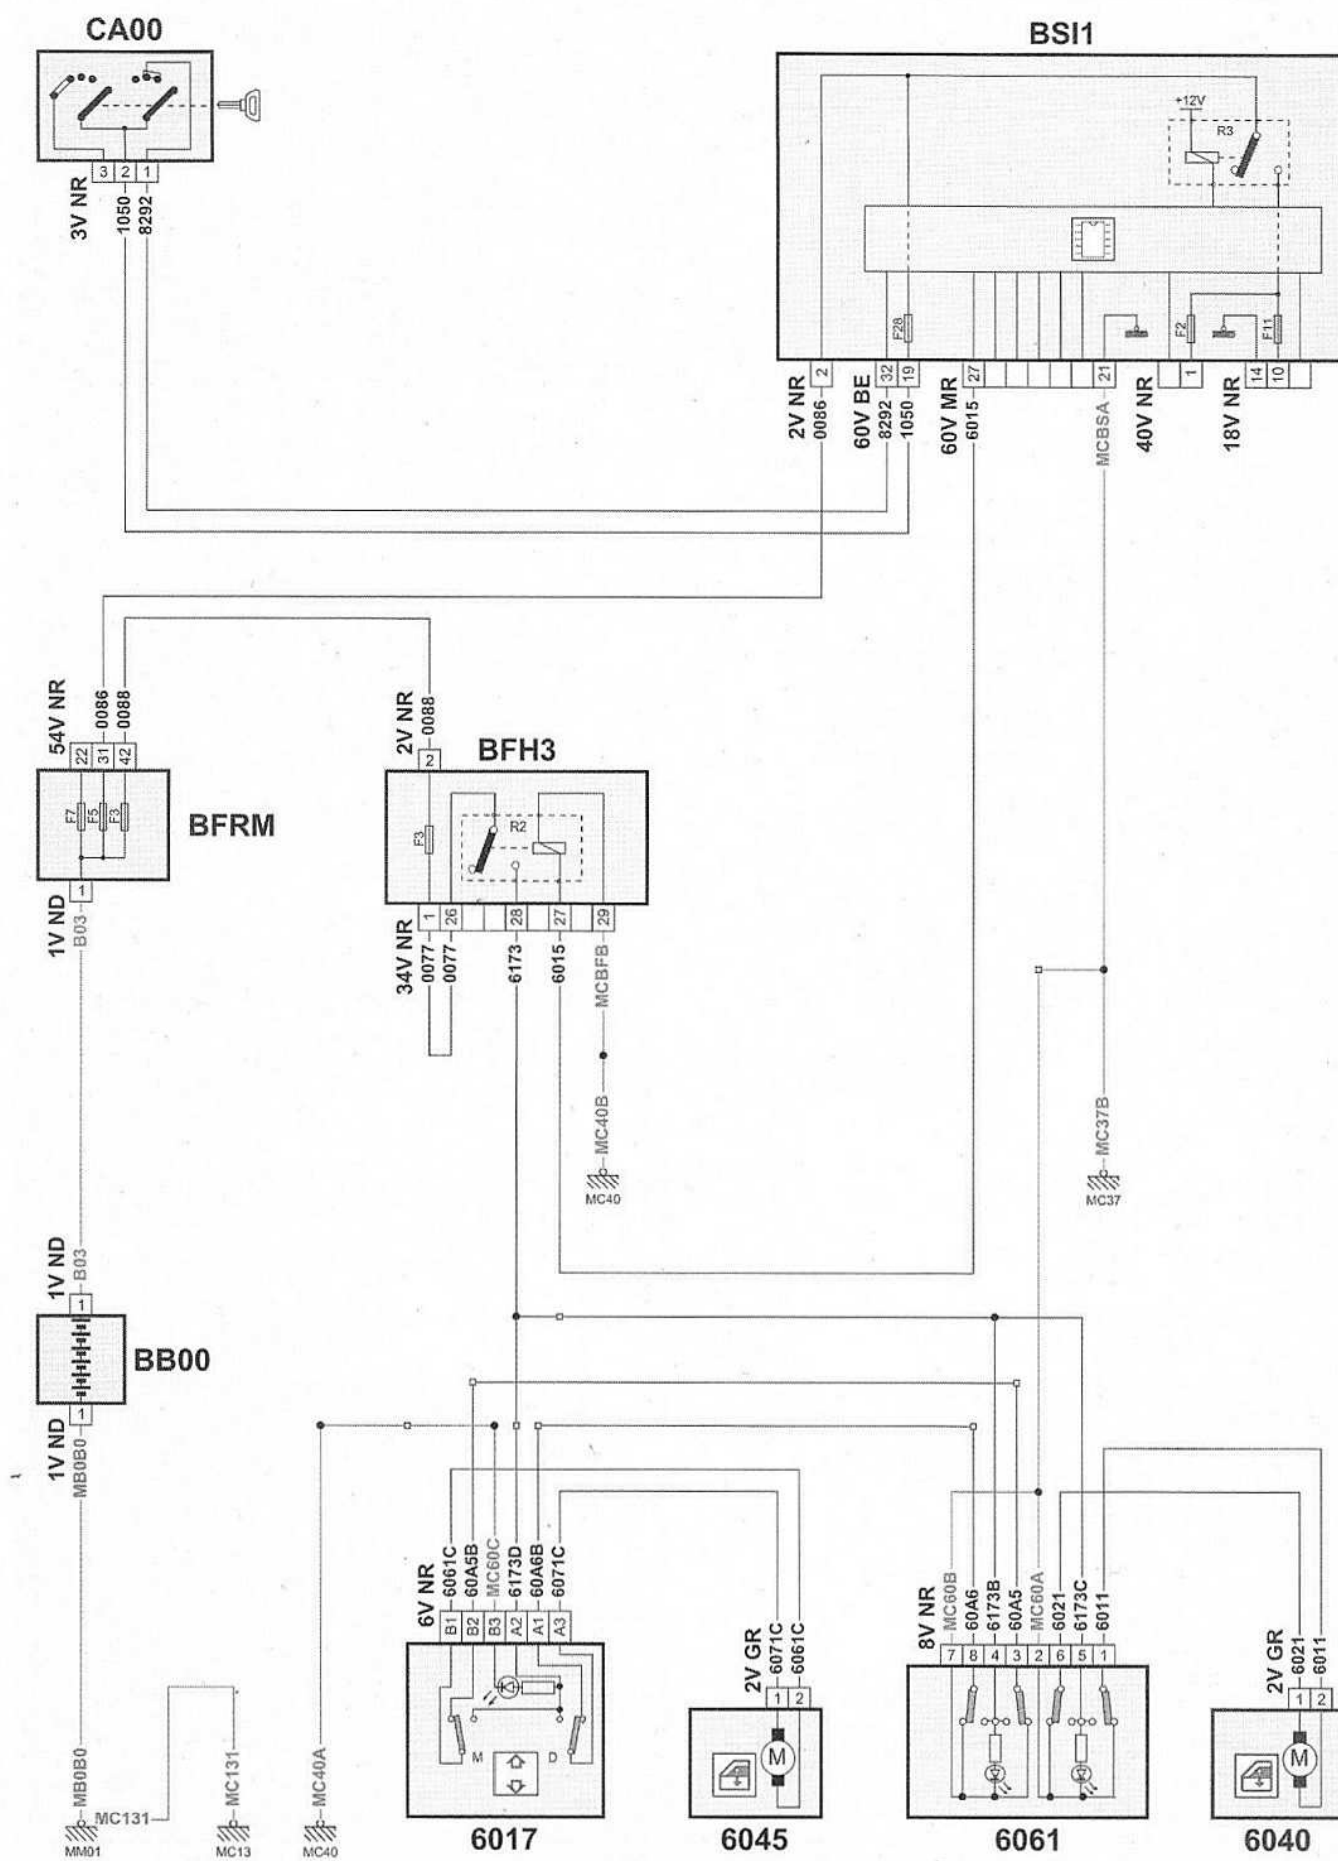 CA00
BSI1
+12V
R3
3 2 1
3V NR
1050
8292
F28
F2
F11
2 32 19 27 21 1 14 10
2V NR
0086
60V BE
8292
1050
60V MR
6015
MCBSA
40V NR
18V NR
54V NR
0086
0088
22 31 42
F7
F5
F3
BFRM
1
1V ND
B03
2V NR
0088
2
BFH3
F3
R2
1 26 28 27 29
34V NR
0077
0077
6173
6015
MCBFB
MC40B
MC40
MC37B
MC37
1V ND
B03
1
BB00
1
1V ND
MB0B0
6V NR
6061C
60A5B
MC60C
6173D
60A6B
6071C
B1 B2 B3 A2 A1 A3
M
D
6017
2V GR
6071C
6061C
1 2
M
6045
8V NR
MC60B
60A6
6173B
60A5
MC60A
6021
6173C
6011
7 8 4 3 2 6 5 1
6061
2V GR
6021
6011
1 2
M
6040
MB0B0
MC131
MM01
MC131
MC13
MC40A
MC40